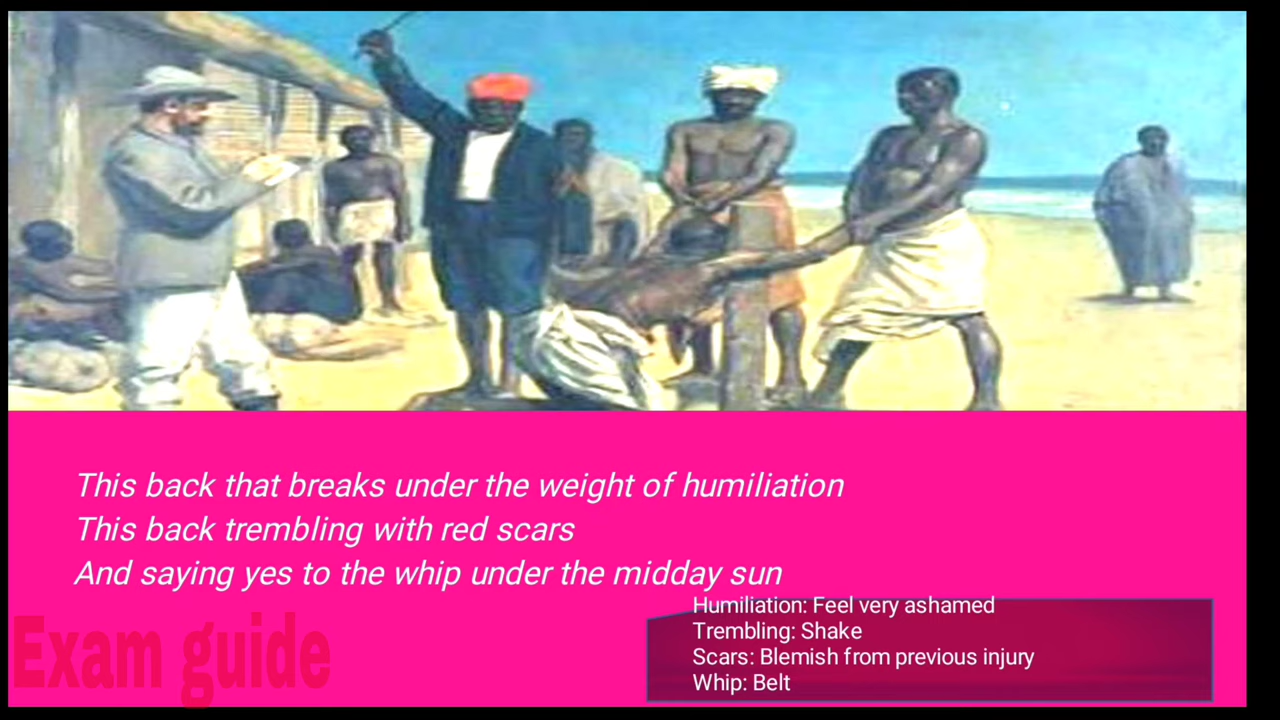 This back that breaks under the weight of humiliation
This back trembling with red scars
And saying yes to the whip under the midday sun
Humiliation: Feel very ashamed
Trembling: Shake
Scars: Blemish from previous injury
Whip: Belt
Exam guide